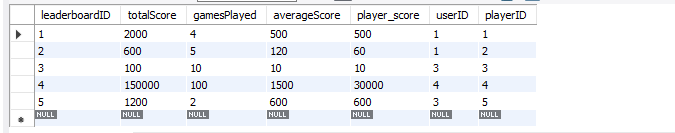 leaderboardID totalScore gamesPlayed averageScore player_score userID playerID
1 2000 4 500 500 1 1
2 600 5 120 60 1 2
3 100 10 10 10 3 3
4 150000 100 1500 30000 4 4
5 1200 2 600 600 3 5
NULL NULL NULL NULL NULL NULL NULL